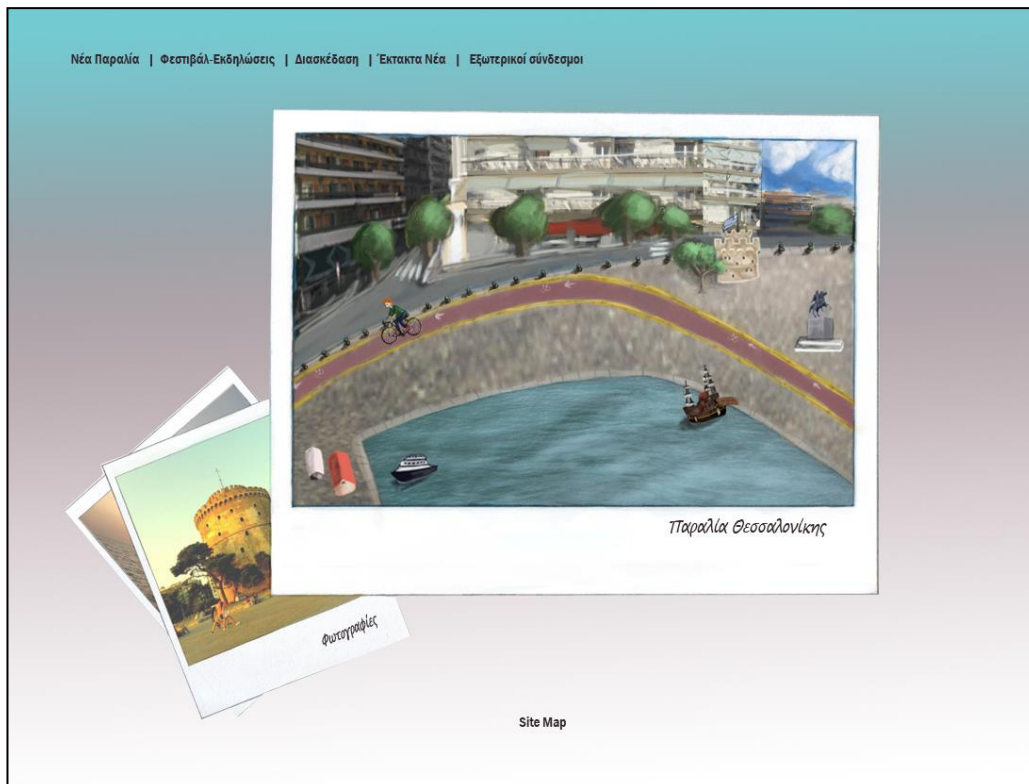 Νέα Παραλία | Φεστιβάλ-Εκδηλώσεις | Διασκέδαση | Έκτακτα Νέα | Εξωτερικοί σύνδεσμοι
Παραλία Θεσσαλονίκης
Φωτογραφίες
Site Map